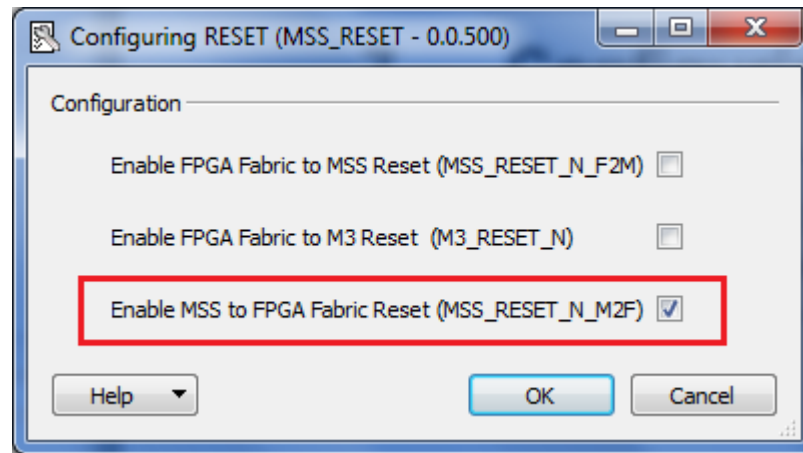 Configuring RESET (MSS_RESET - 0.0.500)
Configuration
Enable FPGA Fabric to MSS Reset (MSS_RESET_N_F2M)
Enable FPGA Fabric to M3 Reset (M3_RESET_N)
Enable MSS to FPGA Fabric Reset (MSS_RESET_N_M2F)
Help OK Cancel